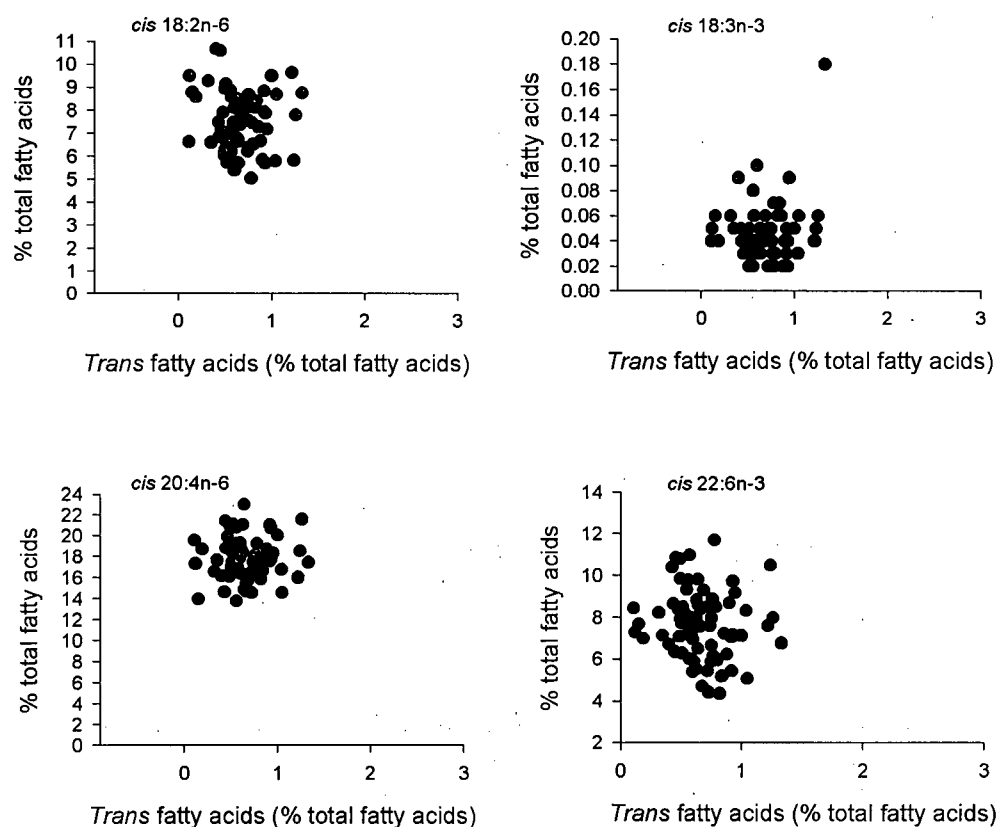 cis 18:2n-6
% total fatty acids
11
10
9
8
7
6
5
4
3
2
1
0
0 1 2 3
Trans fatty acids (% total fatty acids)
cis 18:3n-3
% total fatty acids
0.20
0.18
0.16
0.14
0.12
0.10
0.08
0.06
0.04
0.02
0.00
0 1 2 3
Trans fatty acids (% total fatty acids)
cis 20:4n-6
% total fatty acids
24
22
20
18
16
14
12
10
8
6
4
2
0
0 1 2 3
Trans fatty acids (% total fatty acids)
cis 22:6n-3
% total fatty acids
14
12
10
8
6
4
2
0 1 2 3
Trans fatty acids (% total fatty acids)